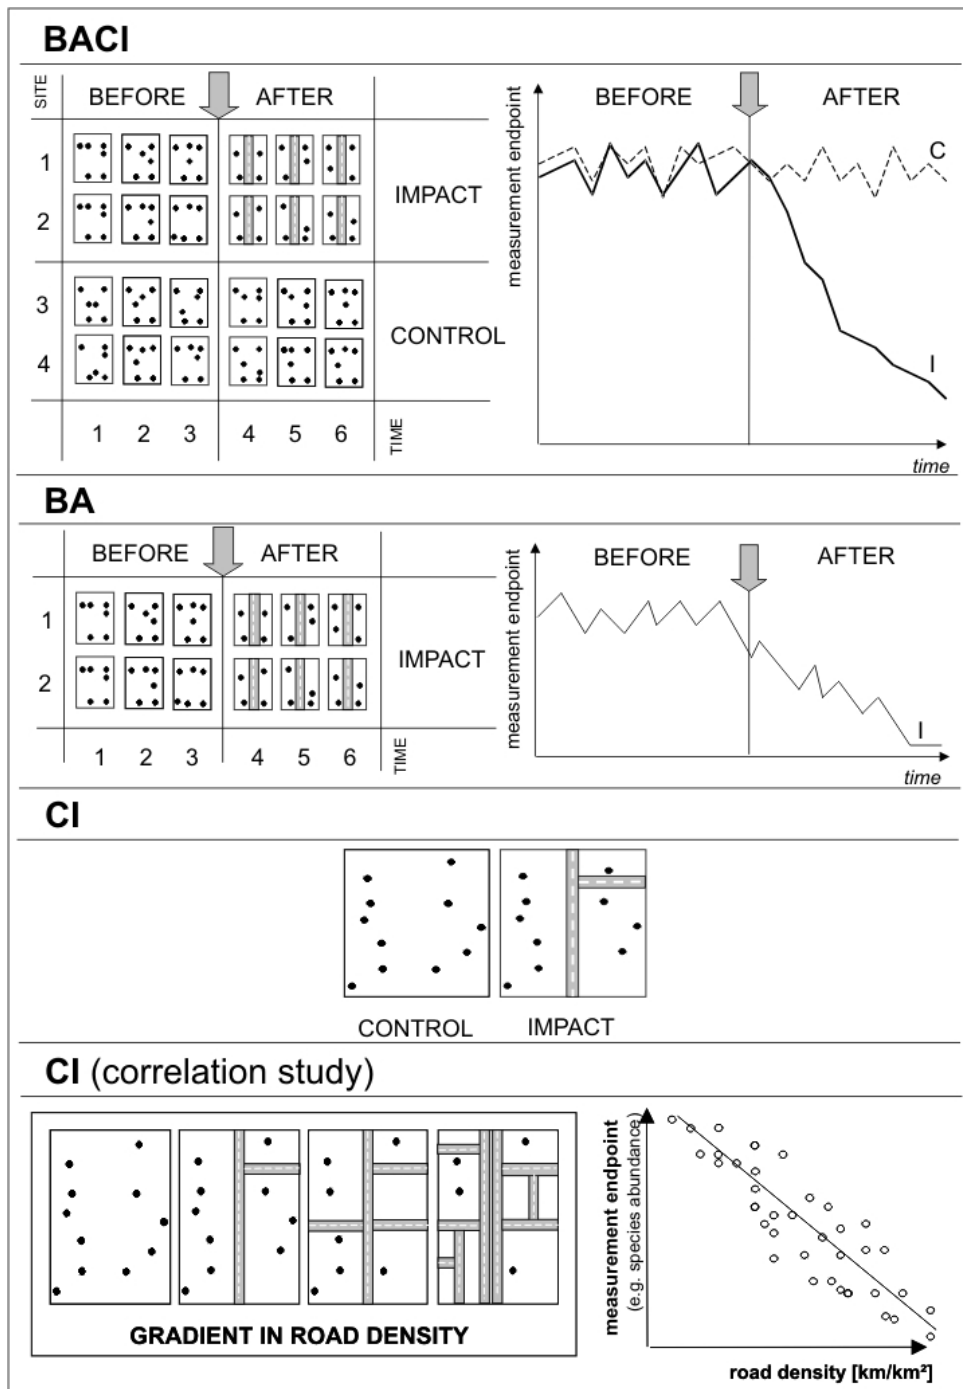 BACI
SITE
BEFORE AFTER
1
2
IMPACT
3
4
CONTROL
1 2 3 4 5 6
TIME
measurement endpoint
BEFORE AFTER
C
I
time
BA
BEFORE AFTER
1
2
IMPACT
1 2 3 4 5 6
TIME
measurement endpoint
BEFORE AFTER
I
time
CI
CONTROL IMPACT
CI (correlation study)
GRADIENT IN ROAD DENSITY
measurement endpoint
(e.g. species abundance)
road density [km/km²]